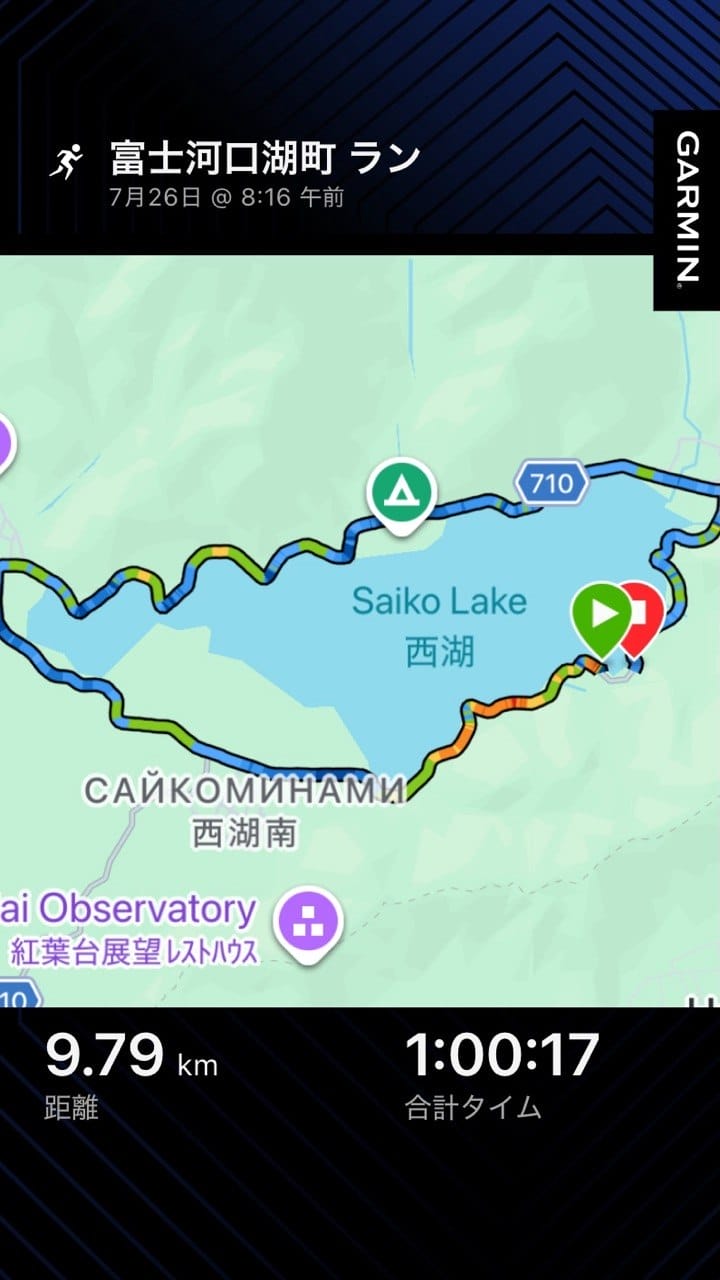 富士河口湖町 ラン
7月26日 @ 8:16 午前
GARMIN
710
Saiko Lake
西湖
САЙКОМИНАМИ
西湖南
ai Observatory
紅葉台展望レストハウス
10
9.79 km
1:00:17
距離
合計タイム